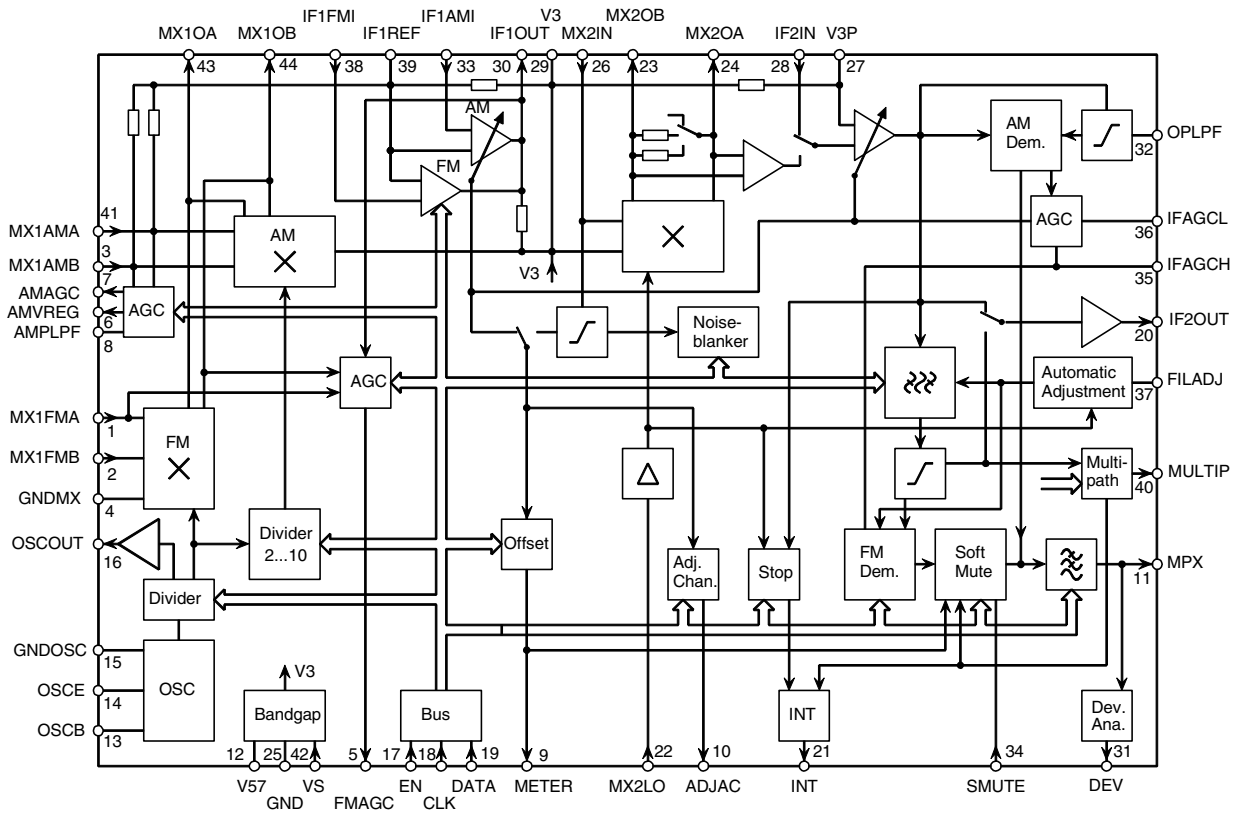 IF1FMI IF1AMI V3 MX2OB
MX1OA MX1OB IF1REF IF1OUT MX2IN MX2OA IF2IN V3P
43 44 38 39 33 30 29 26 23 24 28 27
AM
FM
AM
Dem.
OPLPF
32
41
MX1AMA
3
MX1AMB
7
AMAGC
AMVREG
6
AMPLPF
8
AM
AGC
V3
AGC
IFAGCL
36
IFAGCH
35
IF2OUT
20
Noise-
blanker
AGC
Automatic
Adjustment
FILADJ
37
MX1FMA
1
MX1FMB
2
GNDMX
4
FM
Multi-
path
MULTIP
40
OSCOUT
16
Divider
2...10
Offset
Adj.
Chan.
Stop
FM
Dem.
Soft
Mute
MPX
11
Divider
GNDOSC
15
OSCE
14
OSCB
13
OSC
V3
Bandgap
Bus
INT
Dev.
Ana.
12 25 42 5 17 18 19 9 22 10 21 34 31
V57 VS EN DATA METER MX2LO ADJAC INT SMUTE DEV
GND FMAGC CLK